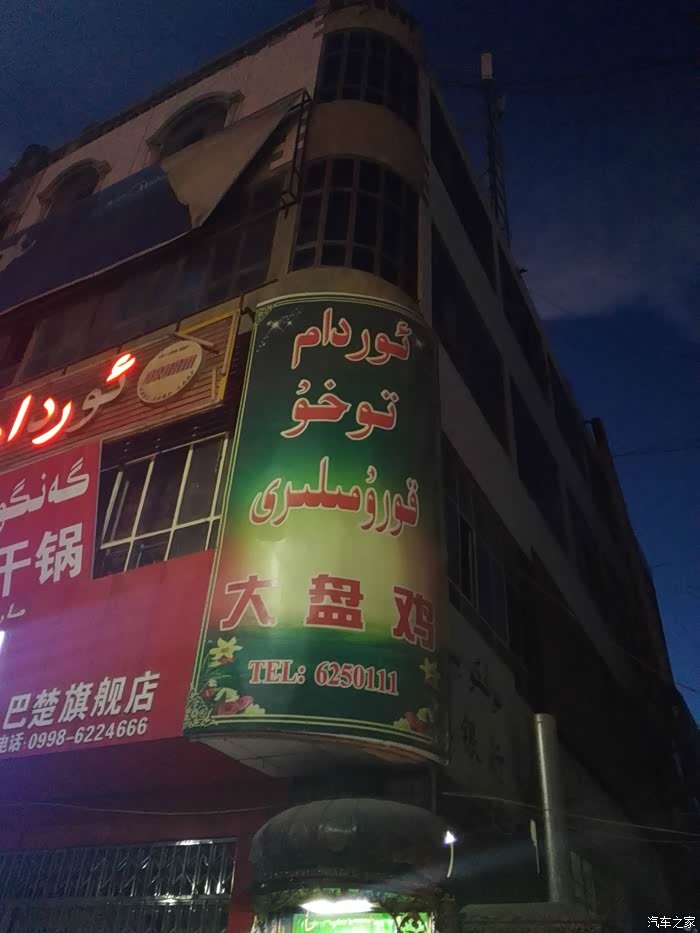 ئوردام
توخۇ
قورۇمىلىرى
大盘鸡
TEL: 6250111
干锅
巴楚旗舰店
电话:0998-6224666
汽车之家